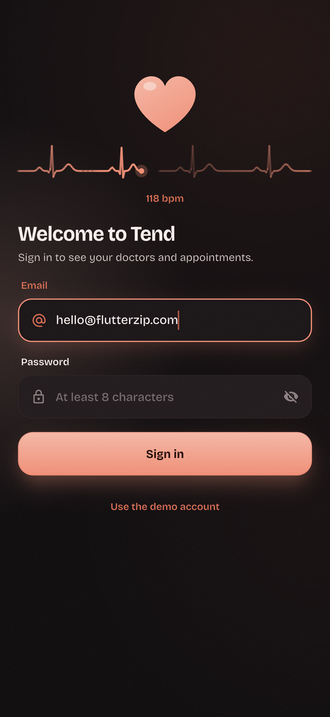 118 bpm
Welcome to Tend
Sign in to see your doctors and appointments.
Email
hello@flutterzip.com
Password
At least 8 characters
Sign in
Use the demo account